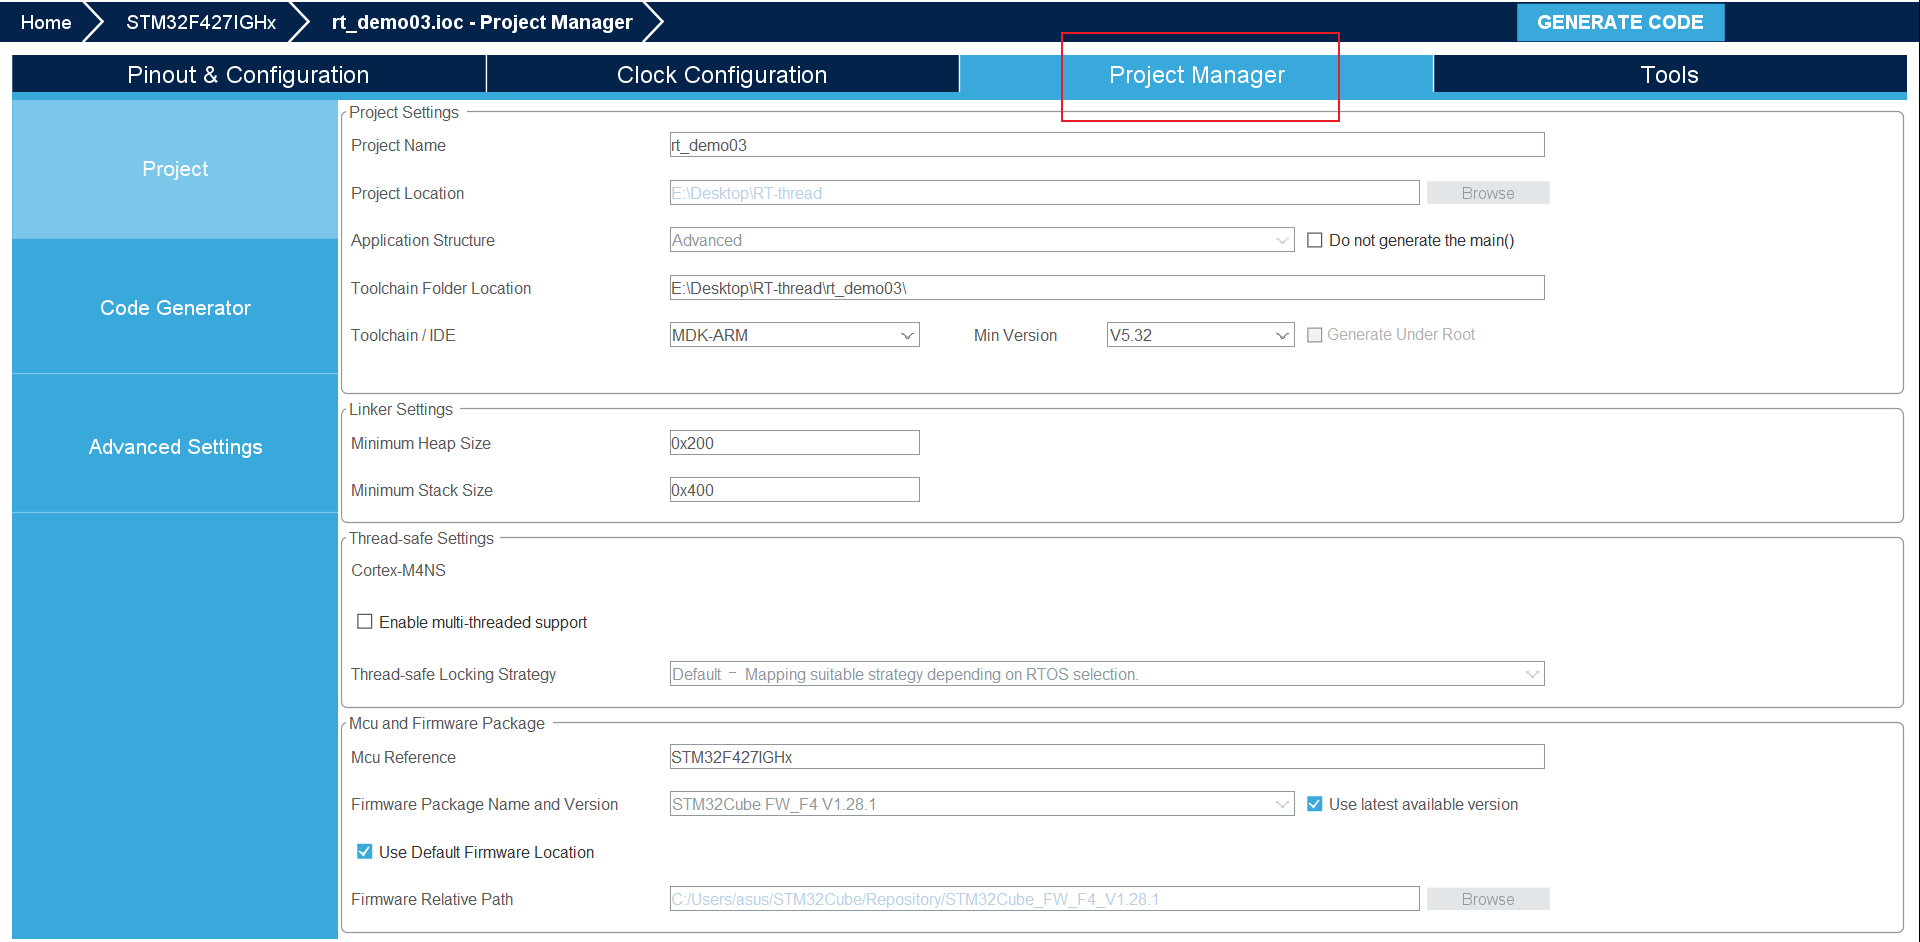 Home STM32F427IGHx rt_demo03.ioc - Project Manager GENERATE CODE
Pinout & Configuration Clock Configuration Project Manager Tools
Project
Code Generator
Advanced Settings
Project Settings
Project Name rt_demo03
Project Location E:\Desktop\RT-thread Browse
Application Structure Advanced Do not generate the main()
Toolchain Folder Location E:\Desktop\RT-thread\rt_demo03\
Toolchain / IDE MDK-ARM Min Version V5.32 Generate Under Root
Linker Settings
Minimum Heap Size 0x200
Minimum Stack Size 0x400
Thread-safe Settings
Cortex-M4NS
Enable multi-threaded support
Thread-safe Locking Strategy Default – Mapping suitable strategy depending on RTOS selection.
Mcu and Firmware Package
Mcu Reference STM32F427IGHx
Firmware Package Name and Version STM32Cube FW_F4 V1.28.1 Use latest available version
Use Default Firmware Location
Firmware Relative Path C:/Users/asus/STM32Cube/Repository/STM32Cube_FW_F4_V1.28.1 Browse